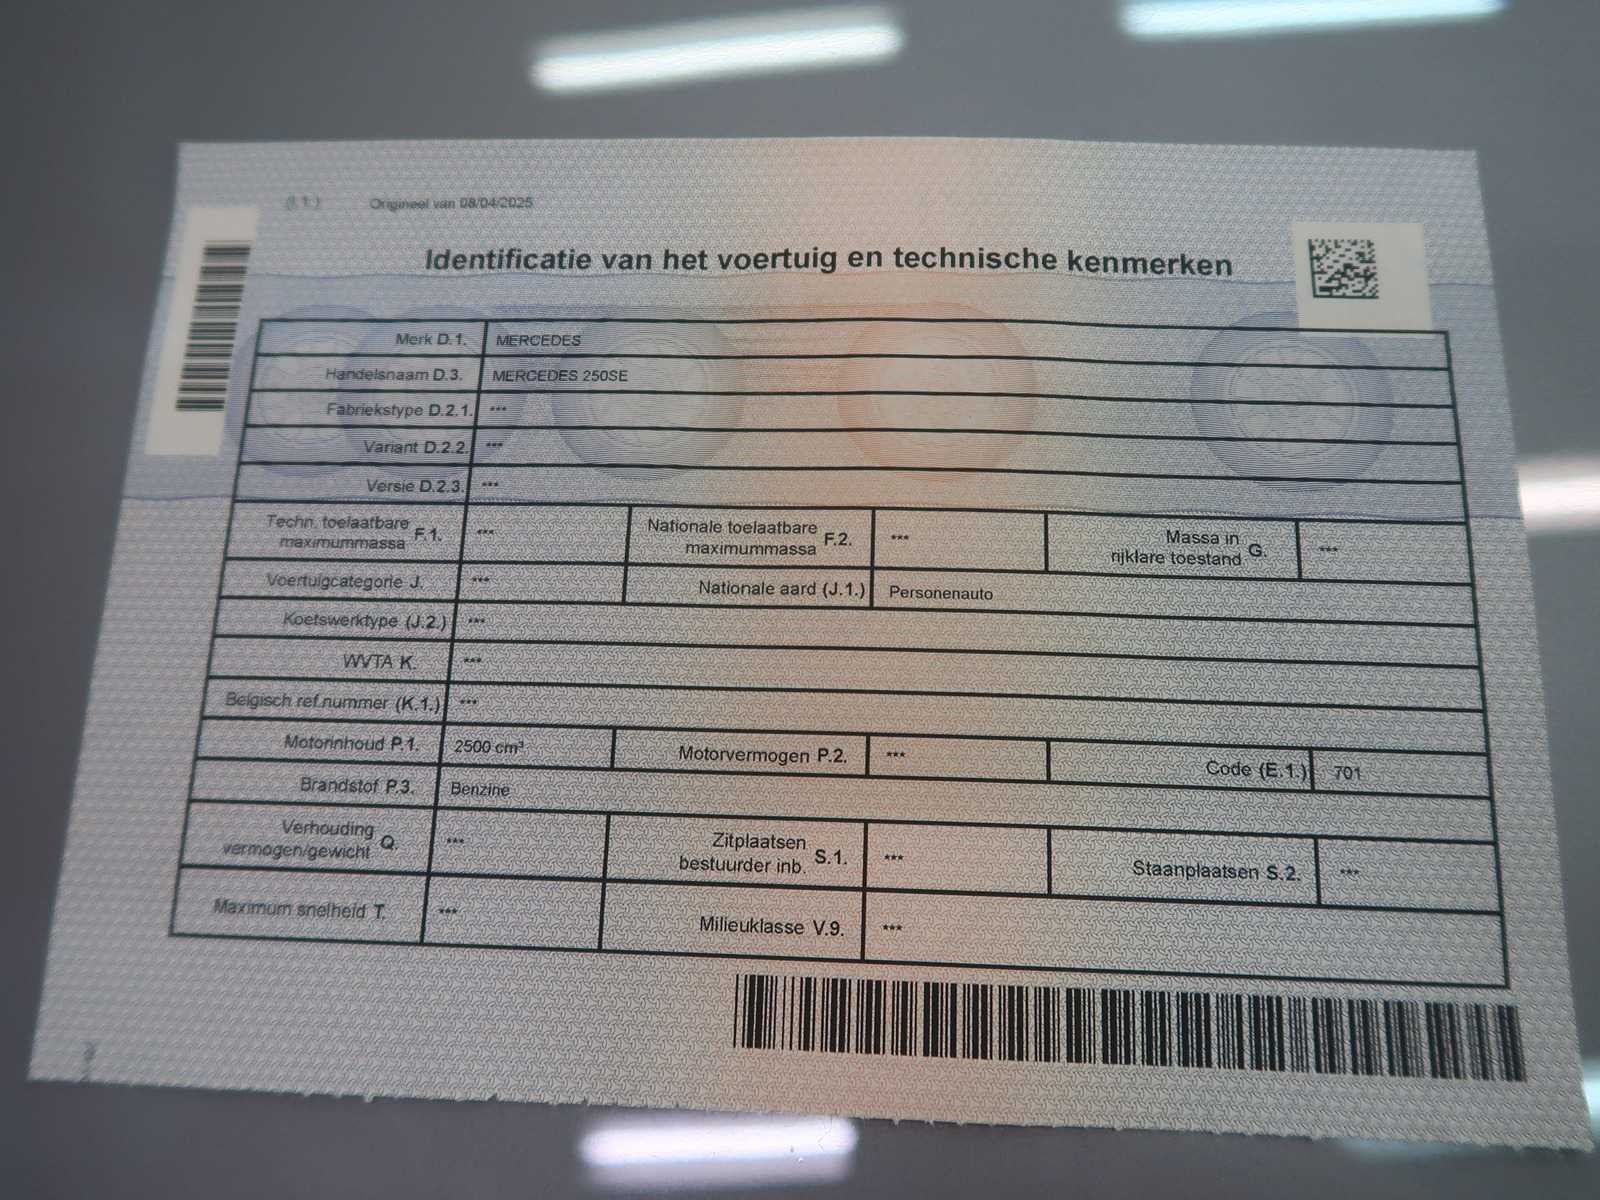 (I.1.) Origineel van 08/04/2025
Identificatie van het voertuig en technische kenmerken
Merk D.1. MERCEDES
Handelsnaam D.3. MERCEDES 250SE
Fabriekstype D.2.1. ***
Variant D.2.2. ***
Versie D.2.3. ***
Techn. toelaatbare maximummassa F.1. *** Nationale toelaatbare maximummassa F.2. *** Massa in rijklare toestand G. ***
Voertuigcategorie J. *** Nationale aard (J.1.) Personenauto
Koetswerktype (J.2.) ***
WVTA K. ***
Belgisch ref.nummer (K.1.) ***
Motorinhoud P.1. 2500 cm³ Motorvermogen P.2. *** Code (E.1.) 701
Brandstof P.3. Benzine
Verhouding vermogen/gewicht Q. *** Zitplaatsen bestuurder inb. S.1. *** Staanplaatsen S.2. ***
Maximum snelheid T. *** Milieuklasse V.9. ***